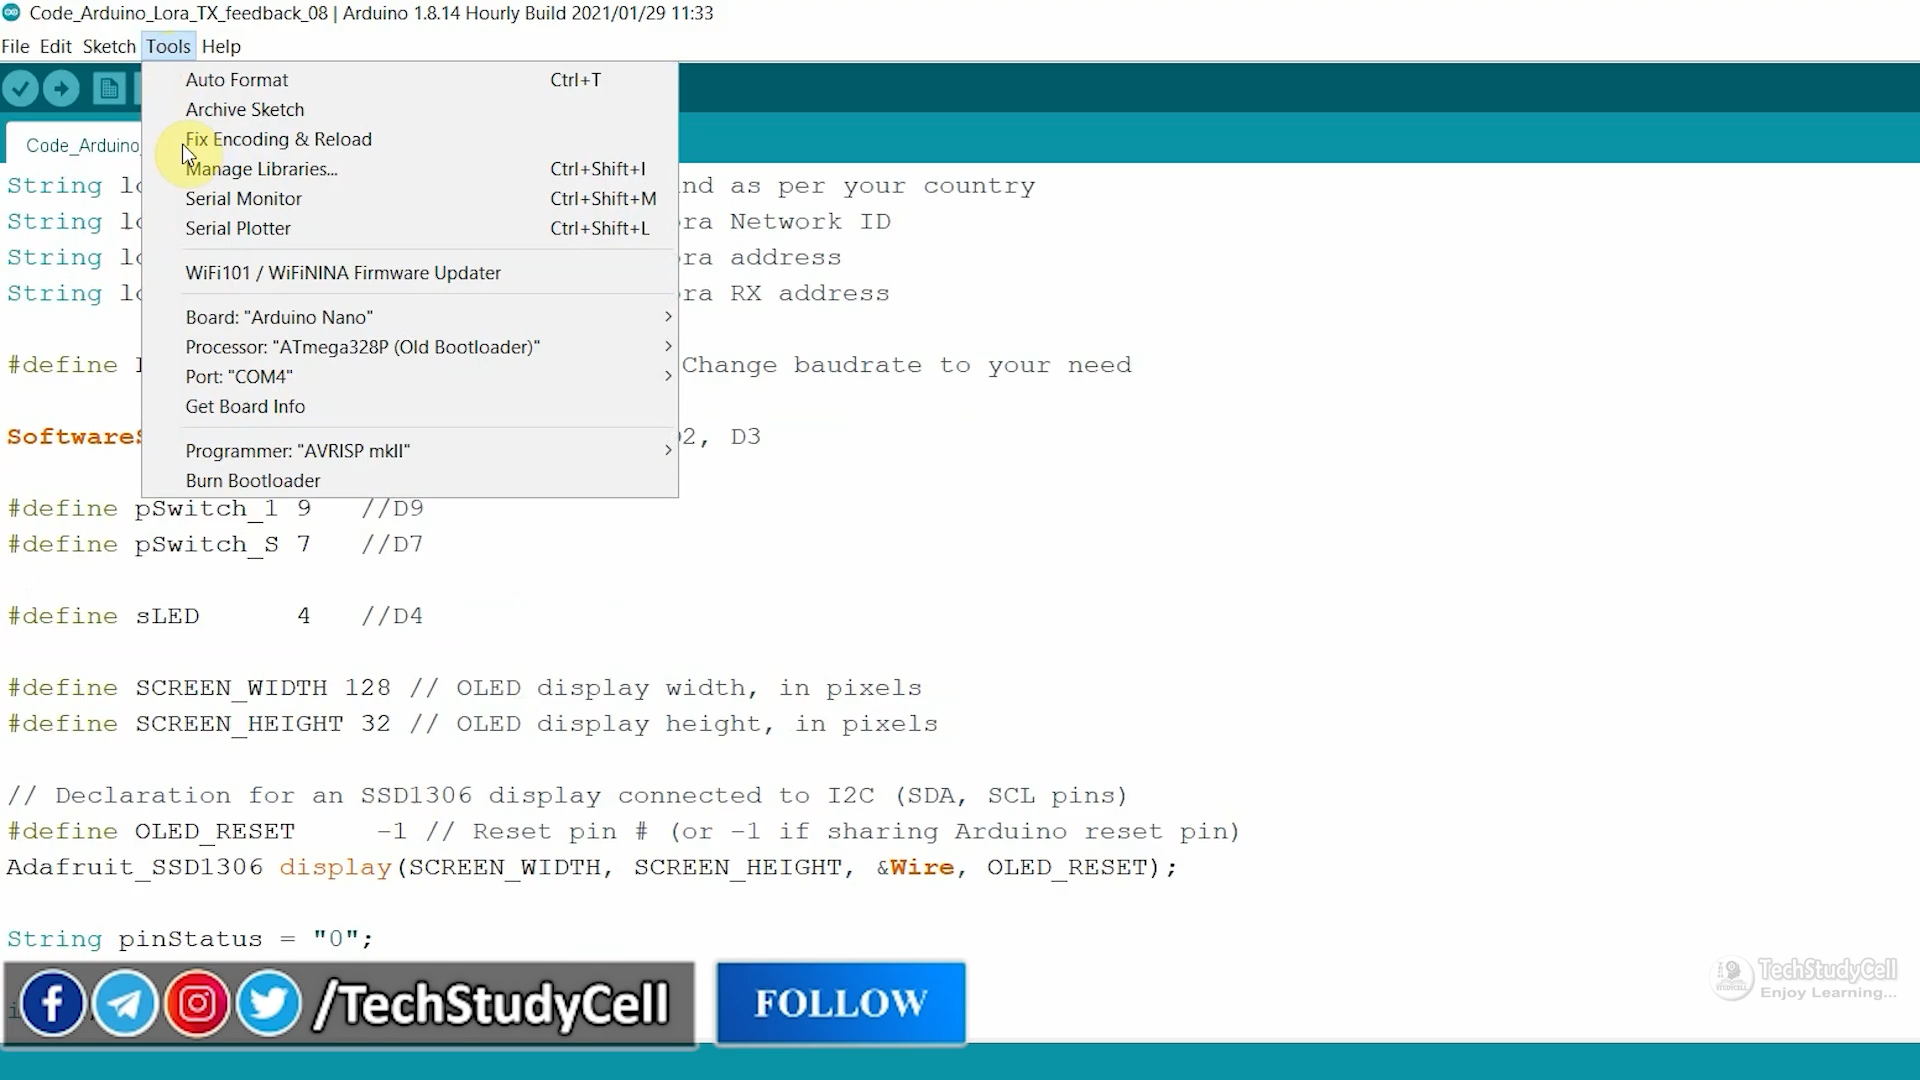 Code_Arduino_Lora_TX_feedback_08 | Arduino 1.8.14 Hourly Build 2021/01/29 11:33
File Edit Sketch Tools Help
Auto Format Ctrl+T
Archive Sketch
Fix Encoding & Reload
Code_Arduino_
Manage Libraries... Ctrl+Shift+I
String lo nd as per your country
Serial Monitor Ctrl+Shift+M
String lo ra Network ID
Serial Plotter Ctrl+Shift+L
String lo ra address
WiFi101 / WiFiNINA Firmware Updater
String lo ra RX address
Board: "Arduino Nano"
Processor: "ATmega328P (Old Bootloader)"
#define Change baudrate to your need
Port: "COM4"
Get Board Info
SoftwareS 2, D3
Programmer: "AVRISP mkII"
Burn Bootloader
#define pSwitch_1 9 //D9
#define pSwitch_S 7 //D7
#define sLED 4 //D4
#define SCREEN_WIDTH 128 // OLED display width, in pixels
#define SCREEN_HEIGHT 32 // OLED display height, in pixels
// Declaration for an SSD1306 display connected to I2C (SDA, SCL pins)
#define OLED_RESET -1 // Reset pin # (or -1 if sharing Arduino reset pin)
Adafruit_SSD1306 display(SCREEN_WIDTH, SCREEN_HEIGHT, &Wire, OLED_RESET);
String pinStatus = "0";
/TechStudyCell FOLLOW
TechStudyCell
Enjoy Learning...